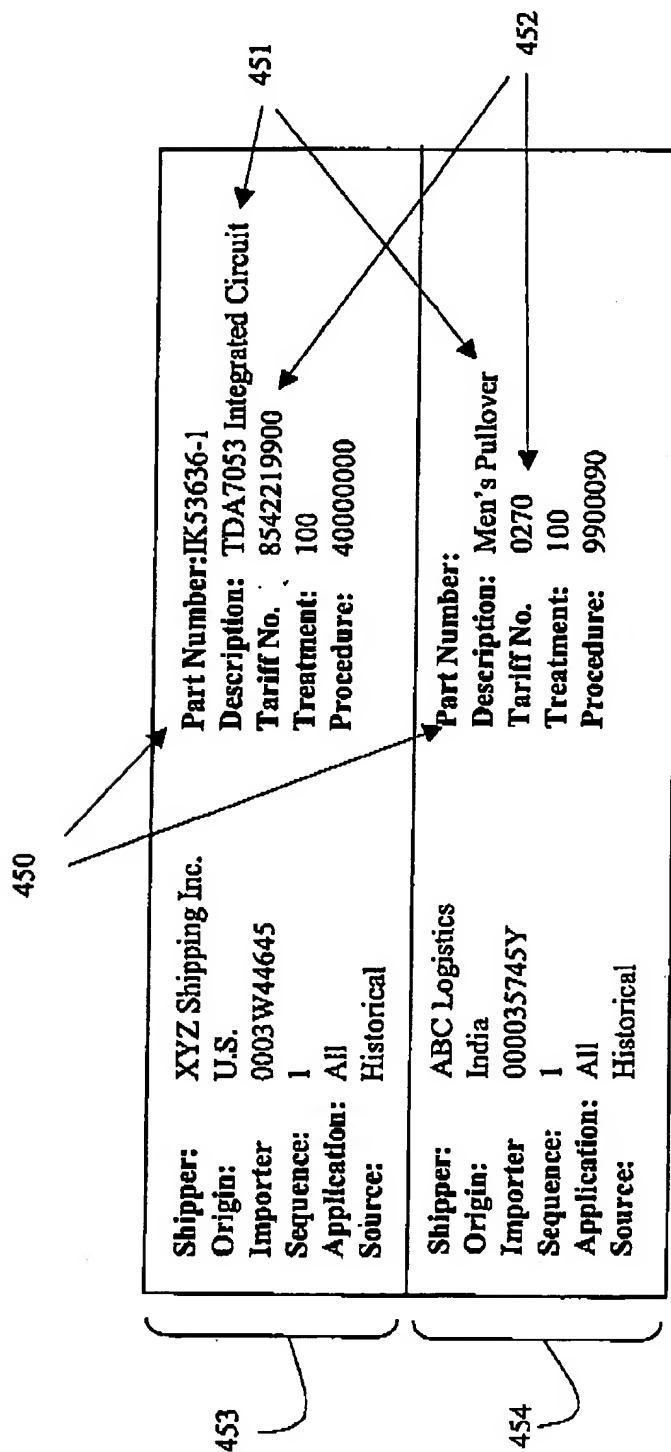 450
451
452
453
Shipper: XYZ Shipping Inc.
Origin: U.S.
Importer 0003W44645
Sequence: 1
Application: All
Source: Historical
Part Number:IK53636-1
Description: TDA7053 Integrated Circuit
Tariff No. 8542219900
Treatment: 100
Procedure: 40000000
454
Shipper: ABC Logistics
Origin: India
Importer 000035745Y
Sequence: 1
Application: All
Source: Historical
Part Number:
Description: Men's Pullover
Tariff No. 0270
Treatment: 100
Procedure: 9900090